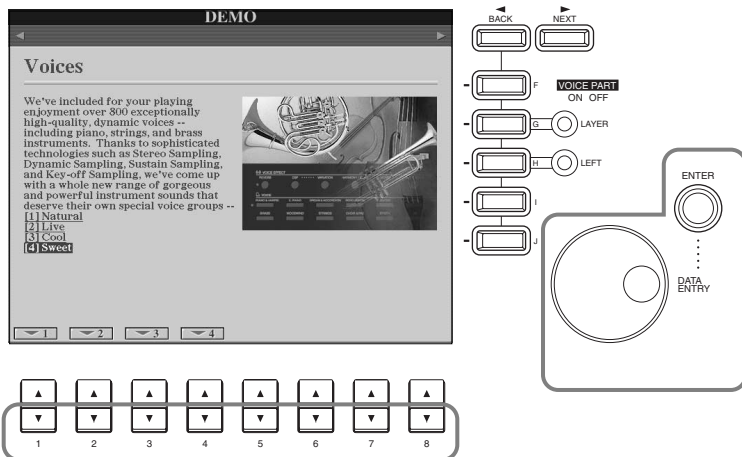 DEMO
Voices
We've included for your playing
enjoyment over 800 exceptionally
high-quality, dynamic voices --
including piano, strings, and brass
instruments. Thanks to sophisticated
technologies such as Stereo Sampling,
Dynamic Sampling, Sustain Sampling,
and Key-off Sampling, we've come up
with a whole new range of gorgeous
and powerful instrument sounds that
deserve their own special voice groups --
[1] Natural
[2] Live
[3] Cool
[4] Sweet
1 2 3 4
BACK NEXT
F VOICE PART
ON OFF
G LAYER
H LEFT
I
J
ENTER
DATA
ENTRY
1 2 3 4 5 6 7 8